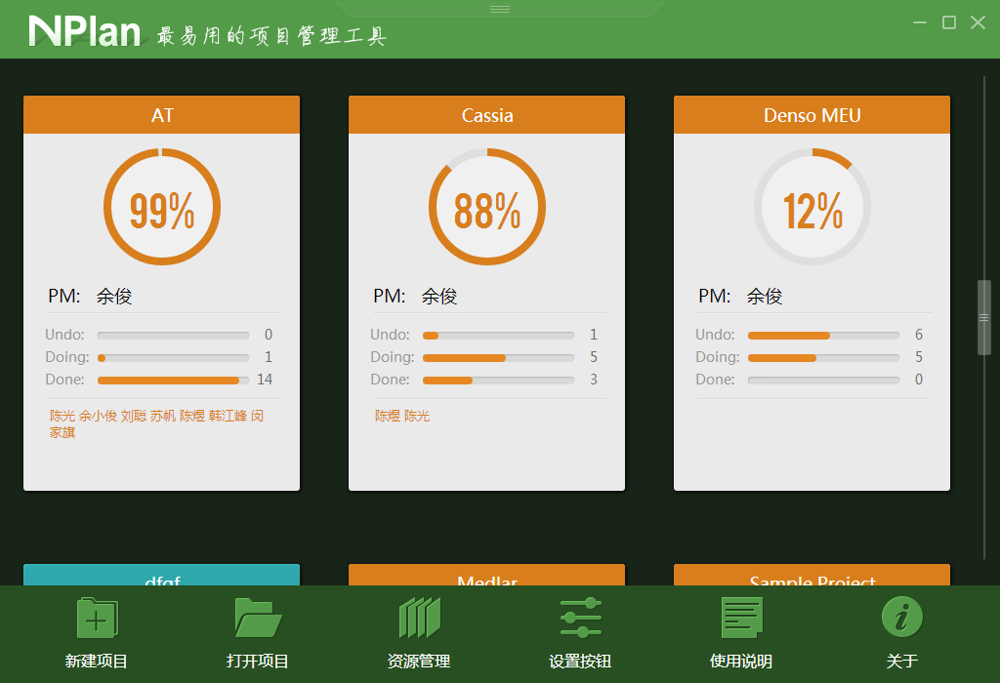 NPlan 最易用的项目管理工具
AT
99%
PM: 余俊
Undo: 0
Doing: 1
Done: 14
陈光 余小俊 刘聪 苏帆 陈煜 韩江峰 闵
家旗
Cassia
88%
PM: 余俊
Undo: 1
Doing: 5
Done: 3
陈煜 陈光
Denso MEU
12%
PM: 余俊
Undo: 6
Doing: 5
Done: 0
dfgf
Medlar
Sample Project
新建项目
打开项目
资源管理
设置按钮
使用说明
关于